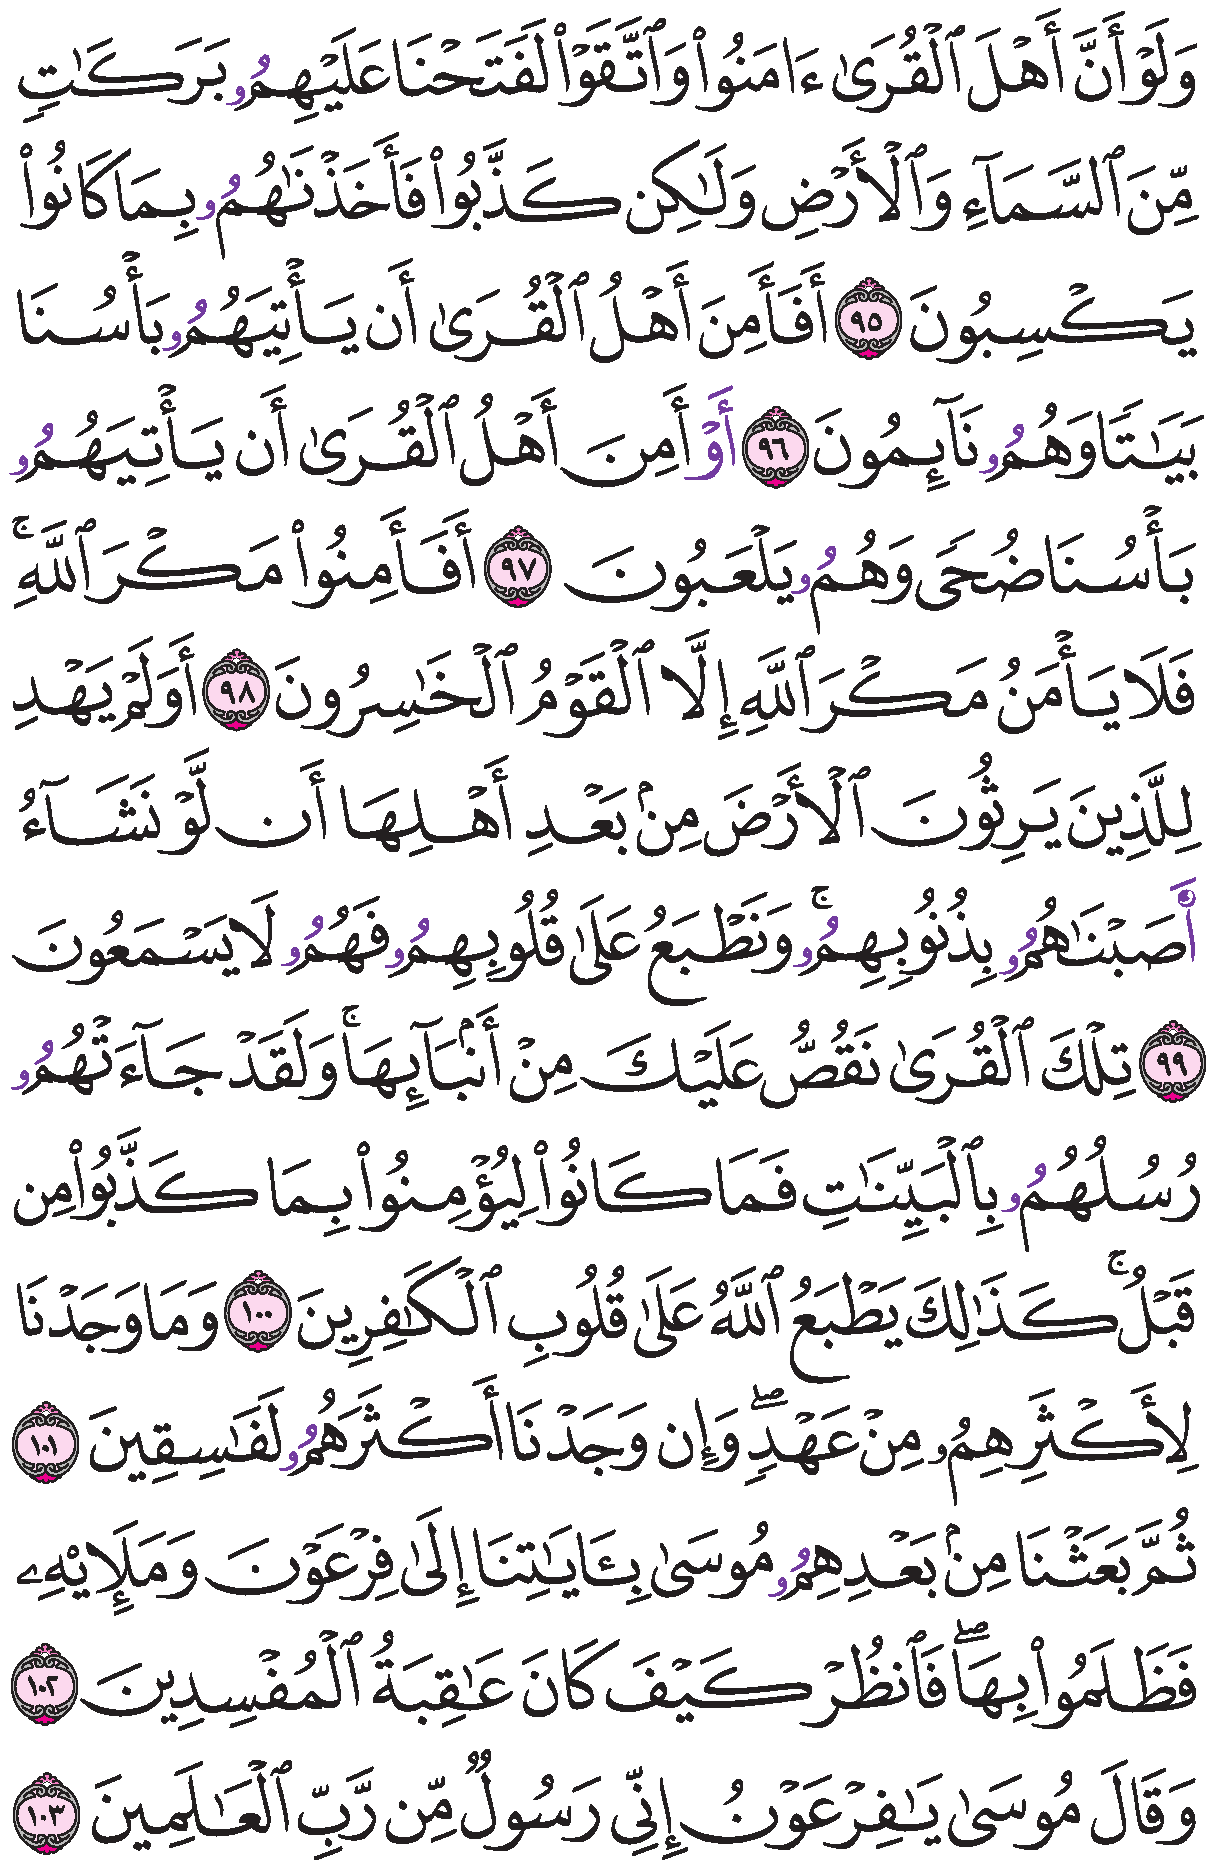 وَلَوۡ أَنَّ أَهۡلَ ٱلۡقُرَىٰ ءَامَنُواْ وَٱتَّقَوۡاْ لَفَتَحۡنَا عَلَيۡهِمُۥ بَرَكَٰتٖ
مِّنَ ٱلسَّمَآءِ وَٱلۡأَرۡضِ وَلَٰكِن كَذَّبُواْ فَأَخَذۡنَٰهُمُۥ بِمَا كَانُواْ
يَكۡسِبُونَ ٩٥ أَفَأَمِنَ أَهۡلُ ٱلۡقُرَىٰ أَن يَأۡتِيَهُمُۥ بَأۡسُنَا
بَيَٰتٗا وَهُمُۥ نَآئِمُونَ ٩٦ أَوۡ أَمِنَ أَهۡلُ ٱلۡقُرَىٰ أَن يَأۡتِيَهُمُۥ
بَأۡسُنَا ضُحٗى وَهُمُۥ يَلۡعَبُونَ ٩٧ أَفَأَمِنُواْ مَكۡرَ ٱللَّهِۚ
فَلَا يَأۡمَنُ مَكۡرَ ٱللَّهِ إِلَّا ٱلۡقَوۡمُ ٱلۡخَٰسِرُونَ ٩٨ أَوَلَمۡ يَهۡدِ
لِلَّذِينَ يَرِثُونَ ٱلۡأَرۡضَ مِنۢ بَعۡدِ أَهۡلِهَا أَن لَّوۡ نَشَآءُ
اَ۬صَبۡنَٰهُمُۥ بِذُنُوبِهِمُۥۚ وَنَطۡبَعُ عَلَىٰ قُلُوبِهِمُۥ فَهُمُۥ لَا يَسۡمَعُونَ
٩٩ تِلۡكَ ٱلۡقُرَىٰ نَقُصُّ عَلَيۡكَ مِنۡ أَنۢبَآئِهَاۚ وَلَقَدۡ جَآءَتۡهُمُۥ
رُسُلُهُمُۥ بِٱلۡبَيِّنَٰتِ فَمَا كَانُواْ لِيُؤۡمِنُواْ بِمَا كَذَّبُواْ مِن
قَبۡلُۚ كَذَٰلِكَ يَطۡبَعُ ٱللَّهُ عَلَىٰ قُلُوبِ ٱلۡكَٰفِرِينَ ١٠٠ وَمَا وَجَدۡنَا
لِأَكۡثَرِهِمُۥ مِنۡ عَهۡدٖۖ وَإِن وَجَدۡنَا أَكۡثَرَهُمُۥ لَفَٰسِقِينَ ١٠١
ثُمَّ بَعَثۡنَا مِنۢ بَعۡدِهِمُۥ مُوسَىٰ بِـَٔايَٰتِنَا إِلَىٰ فِرۡعَوۡنَ وَمَلَإِيْهِۦ
فَظَلَمُواْ بِهَاۖ فَٱنظُرۡ كَيۡفَ كَانَ عَٰقِبَةُ ٱلۡمُفۡسِدِينَ ١٠٢
وَقَالَ مُوسَىٰ يَٰفِرۡعَوۡنُ إِنِّي رَسُولٞ مِّن رَّبِّ ٱلۡعَٰلَمِينَ ١٠٣